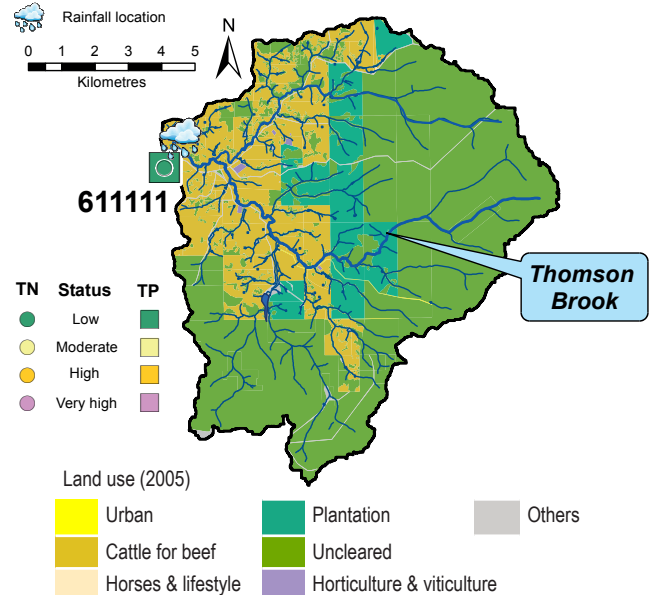 Rainfall location
N
0 1 2 3 4 5
Kilometres
611111
Thomson
Brook
TN Status TP
Low
Moderate
High
Very high
Land use (2005)
Urban
Plantation
Others
Cattle for beef
Uncleared
Horses & lifestyle
Horticulture & viticulture